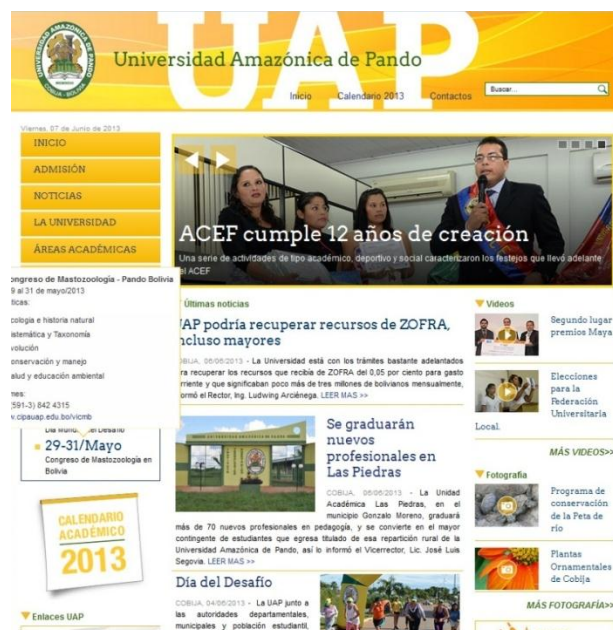 UAP
Universidad Amazónica de Pando
UNIVERSIDAD AMAZÓNICA DE PANDO
COBIJA - BOLIVIA
Inicio Calendario 2013 Contactos
Buscar...
Viernes, 07 de Junio de 2013
INICIO
ADMISIÓN
NOTICIAS
LA UNIVERSIDAD
ÁREAS ACADÉMICAS
ACEF cumple 12 años de creación
Una serie de actividades de tipo académico, deportivo y social caracterizaron los festejos que llevó adelante
el ACEF
ongreso de Mastozoología - Pando Bolivia
9 al 31 de mayo/2013
ticas:
cologia e historia natural
istemática y Taxonomía
volución
onservación y manejo
alud y educación ambiental
nes:
(591-3) 842 4315
v.cipauap.edu.bo/vicmb
Día Mundial del Desafío
29-31/Mayo
Congreso de Mastozoología en
Bolivia
CALENDARIO
ACADÉMICO
2013
Enlaces UAP
Últimas noticias
UAP podría recuperar recursos de ZOFRA,
incluso mayores
OBIJA, 06/06/2013 - La Universidad está con los trámites bastante adelantados
ra recuperar los recursos que recibía de ZOFRA del 0,05 por ciento para gasto
rriente y que significaban poco más de tres millones de bolivianos mensualmente,
formó el Rector, Ing. Ludwing Arciénega. LEER MAS >>
Se graduarán
nuevos
profesionales en
Las Piedras
COBIJA, 06/06/2013 - La Unidad
Académica Las Piedras, en el
municipio Gonzalo Moreno, graduará
más de 70 nuevos profesionales en pedagogía, y se convierte en el mayor
contingente de estudiantes que egresa titulado de esa repartición rural de la
Universidad Amazónica de Pando, así lo informó el Vicerrector, Lic. José Luis
Segovia. LEER MAS >>
Día del Desafío
COBIJA, 04/06/2013 - La UAP junto a
las autoridades departamentales,
municipales y población estudiantil,
Videos
Segundo lugar
premios Maya
Elecciones
para la
Federación
Universitaria
Local.
MÁS VIDEOS>>
Fotografía
Programa de
conservación
de la Peta de
río
Plantas
Ornamentales
de Cobija
MÁS FOTOGRAFÍA>>